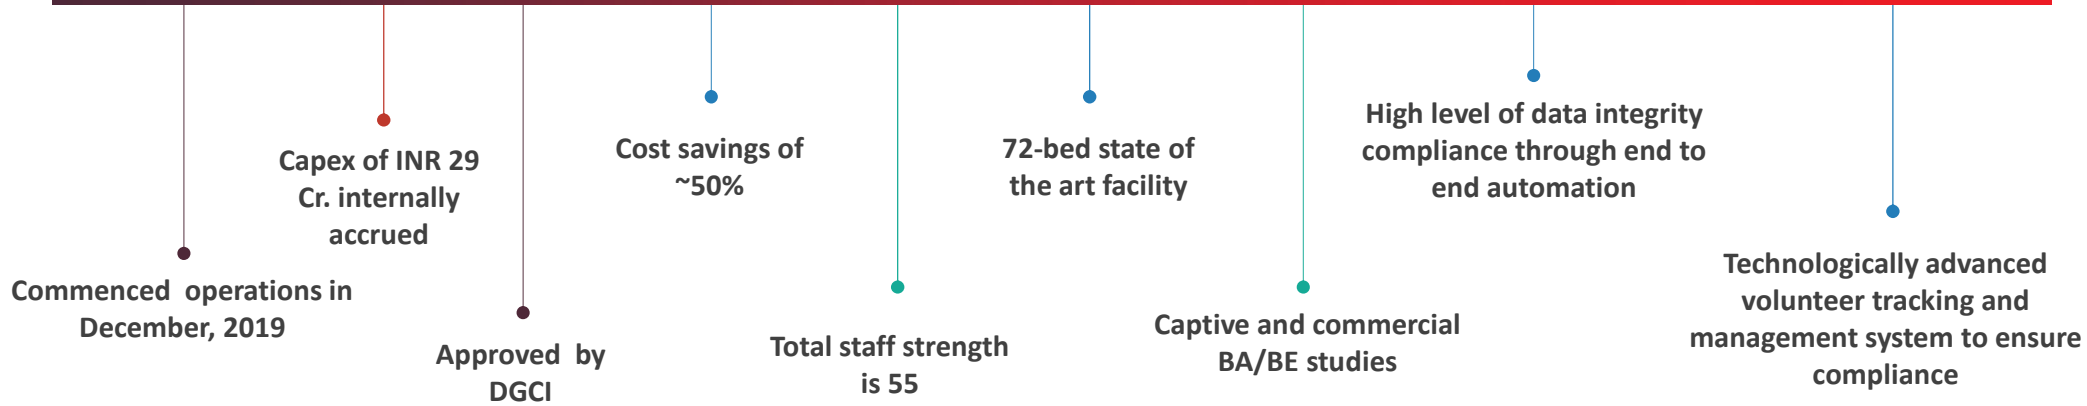 Commenced operations in
December, 2019
Capex of INR 29
Cr. internally
accrued
Approved by
DGCI
Cost savings of
~50%
Total staff strength
is 55
72-bed state of
the art facility
Captive and commercial
BA/BE studies
High level of data integrity
compliance through end to
end automation
Technologically advanced
volunteer tracking and
management system to ensure
compliance